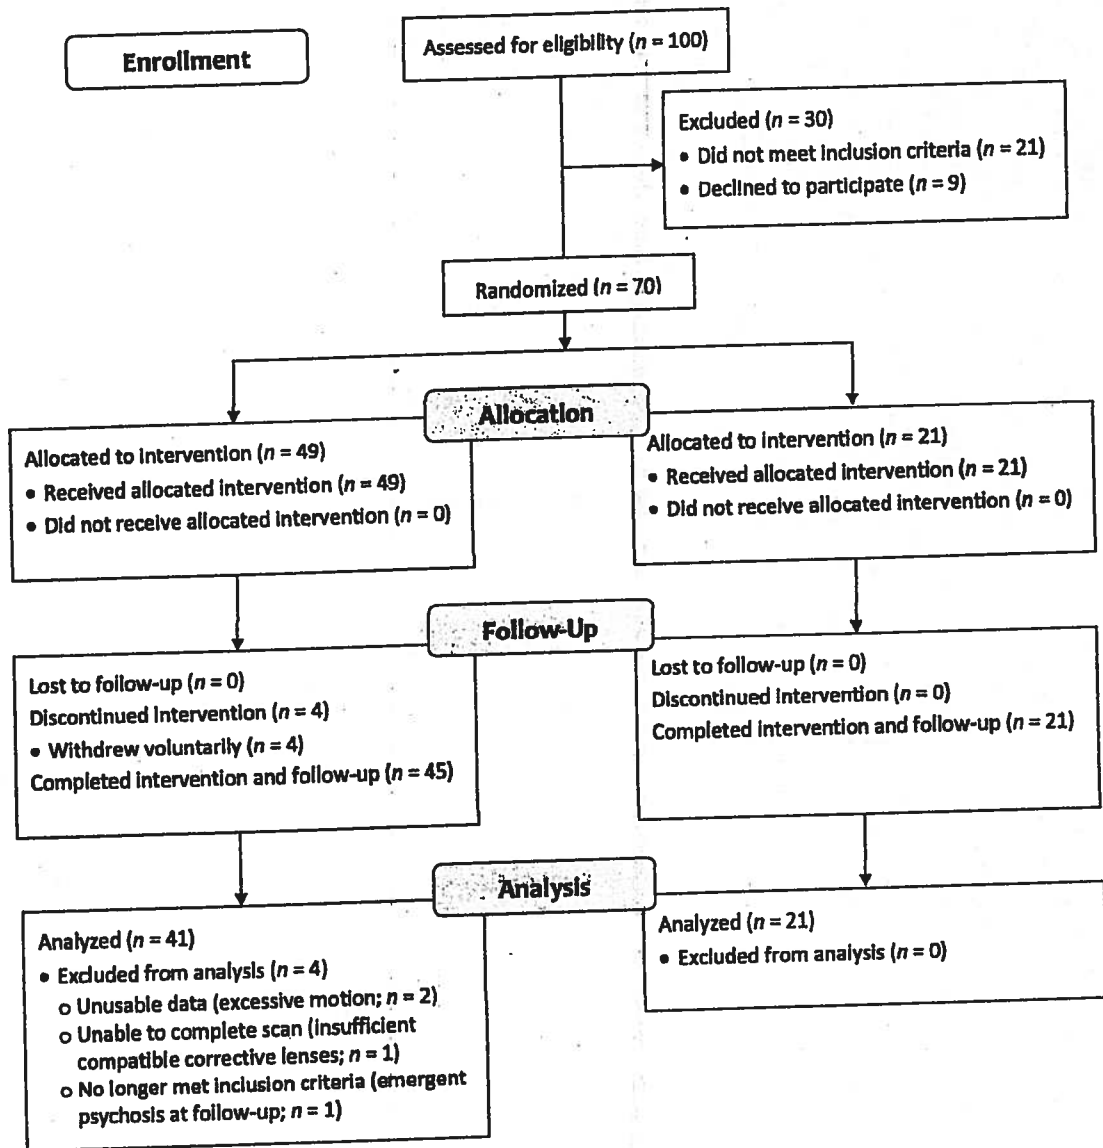 Enrollment
Assessed for eligibility (n = 100)
Excluded (n = 30)
• Did not meet inclusion criteria (n = 21)
• Declined to participate (n = 9)
Randomized (n = 70)
Allocation
Allocated to intervention (n = 49)
• Received allocated intervention (n = 49)
• Did not receive allocated intervention (n = 0)
Allocated to intervention (n = 21)
• Received allocated intervention (n = 21)
• Did not receive allocated intervention (n = 0)
Follow-Up
Lost to follow-up (n = 0)
Discontinued intervention (n = 4)
• Withdrew voluntarily (n = 4)
Completed intervention and follow-up (n = 45)
Lost to follow-up (n = 0)
Discontinued intervention (n = 0)
Completed intervention and follow-up (n = 21)
Analysis
Analyzed (n = 41)
• Excluded from analysis (n = 4)
o Unusable data (excessive motion; n = 2)
o Unable to complete scan (insufficient
compatible corrective lenses; n = 1)
o No longer met inclusion criteria (emergent
psychosis at follow-up; n = 1)
Analyzed (n = 21)
• Excluded from analysis (n = 0)